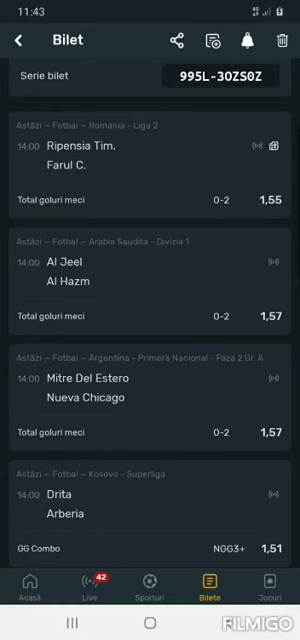 11:43
4G
Bilet
Serie bilet 995L-3OZS0Z
Astăzi – Fotbal – Romania - Liga 2
14:00 Ripensia Tim.
Farul C.
Total goluri meci 0-2 1,55
Astăzi – Fotbal – Arabia Saudita - Divizia 1
14:00 Al Jeel
Al Hazm
Total goluri meci 0-2 1,57
Astăzi – Fotbal – Argentina - Primera Nacional - Faza 2 Gr. A
14:00 Mitre Del Estero
Nueva Chicago
Total goluri meci 0-2 1,57
Astăzi – Fotbal – Kosovo - Superliga
14:00 Drita
Arberia
GG Combo NGG3+ 1,51
42
Acasă Live Sporturi Bilete Jocuri
FILMIGO